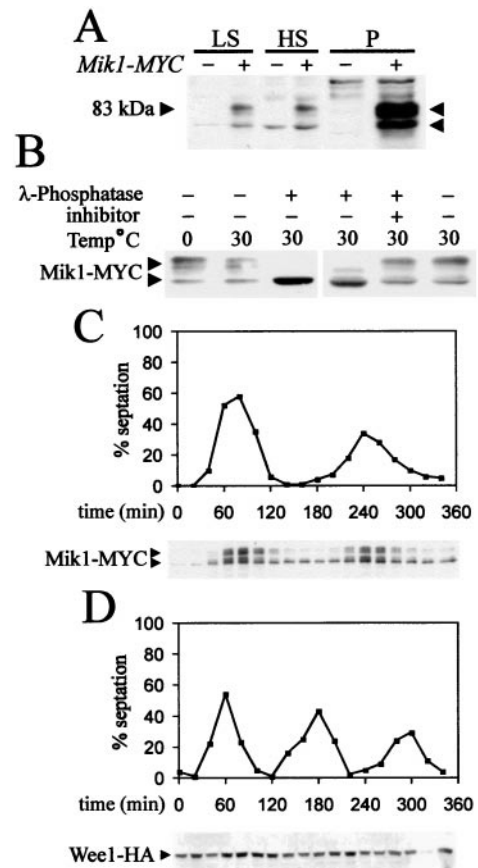 A
LS HS P
Mik1-MYC − + − + − +
83 kDa
B
λ-Phosphatase − − + + + −
inhibitor − − − − + −
Temp°C 0 30 30 30 30 30
Mik1-MYC
C
100
80
60
40
20
0
% septation
time (min) 0 60 120 180 240 300 360
Mik1-MYC
D
100
80
60
40
20
0
% septation
time (min) 0 60 120 180 240 300 360
Wee1-HA